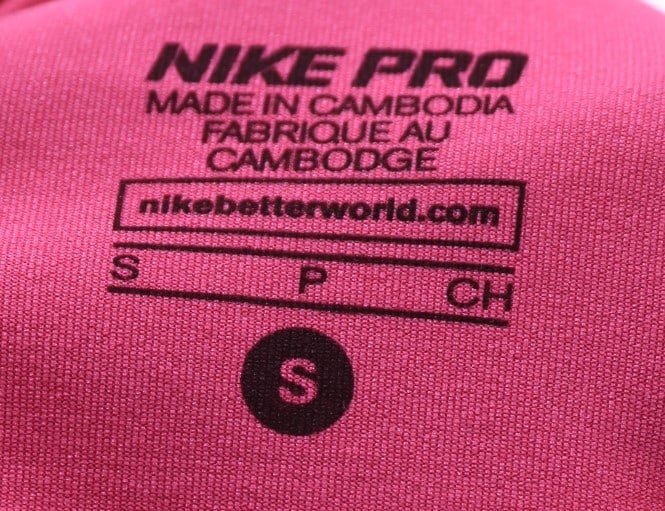 NIKE PRO
MADE IN CAMBODIA
FABRIQUE AU
CAMBODGE
nikebetterworld.com
S P CH
S